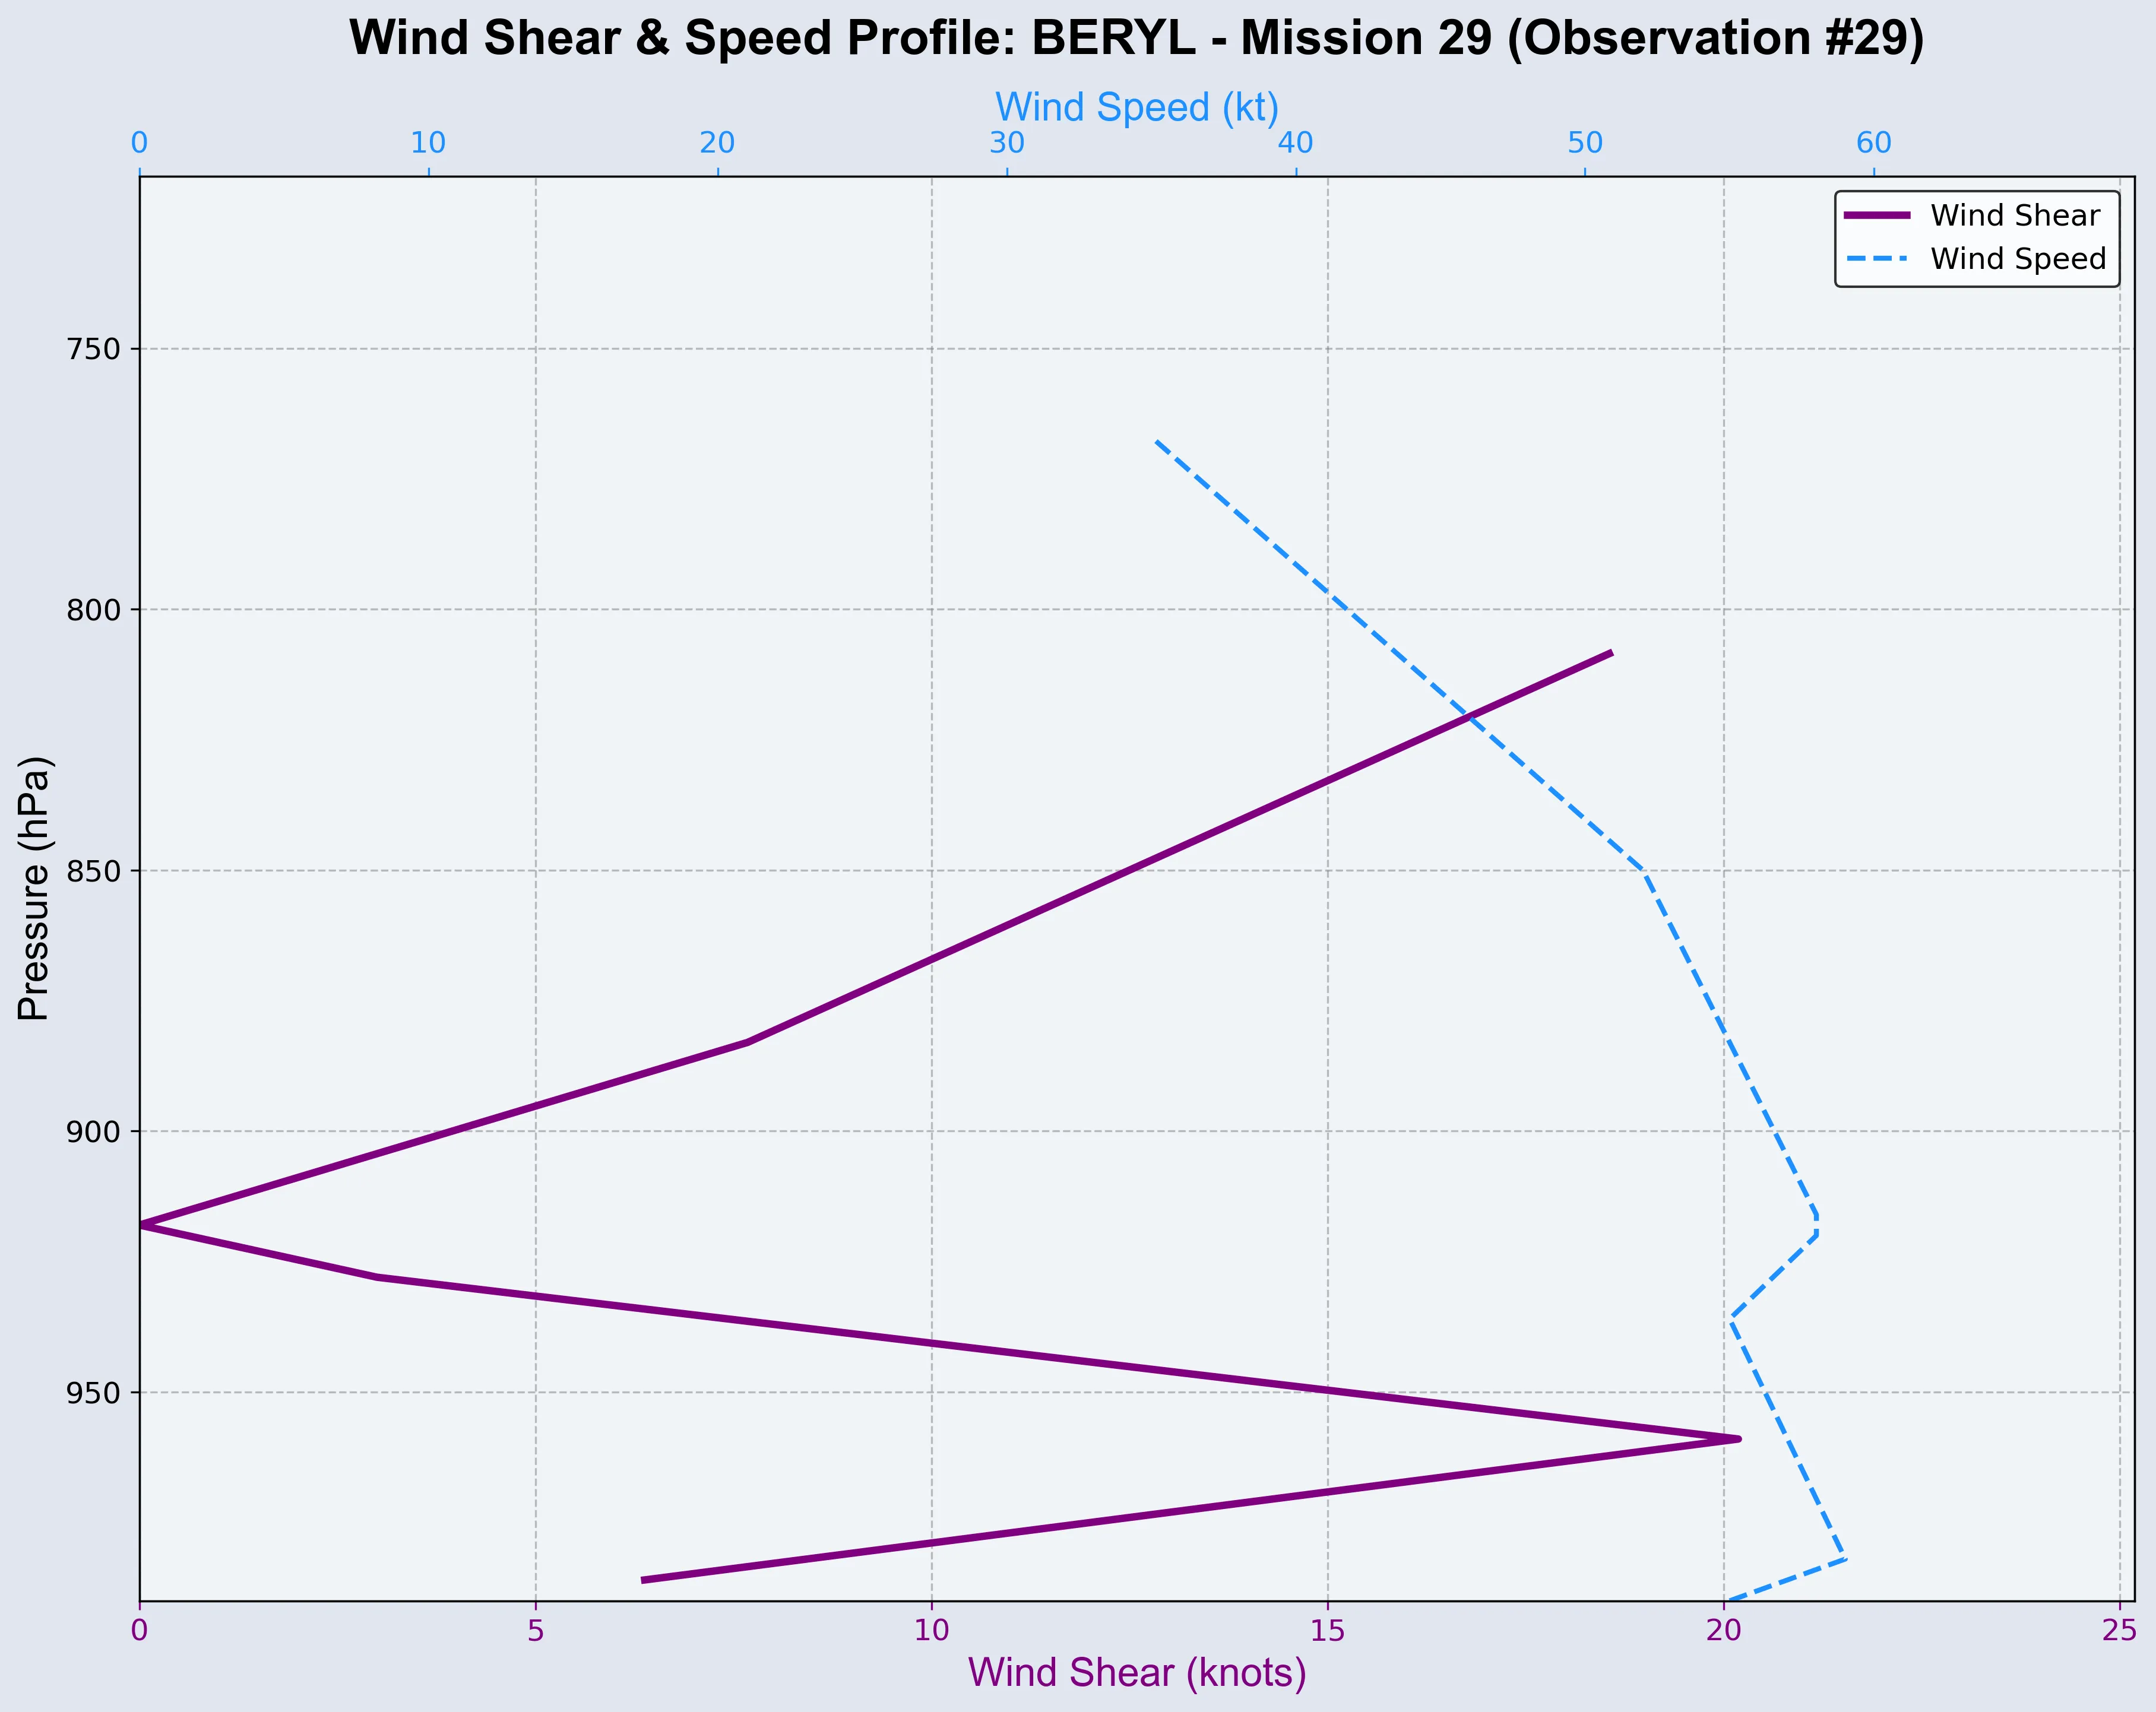 Wind Shear & Speed Profile: BERYL - Mission 29 (Observation #29)
Wind Speed (kt)
0 10 20 30 40 50 60
Wind Shear
Wind Speed
750
800
850
900
950
Pressure (hPa)
0 5 10 15 20 25
Wind Shear (knots)